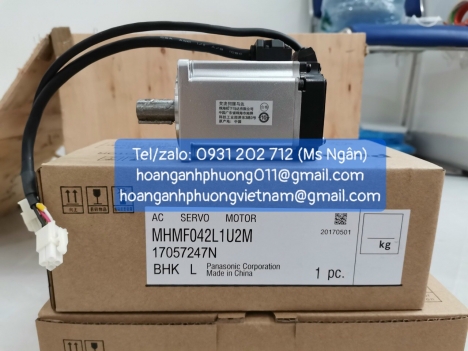 Tel/zalo: 0931 202 712 (Ms Ngân)
hoanganhphuong011@gmail.com
hoanganhphuongvietnam@gmail.com
AC SERVO MOTOR
MHMF042L1U2M
20170501
17057247N
kg
BHK L
Panasonic Corporation
Made in China
1 pc.